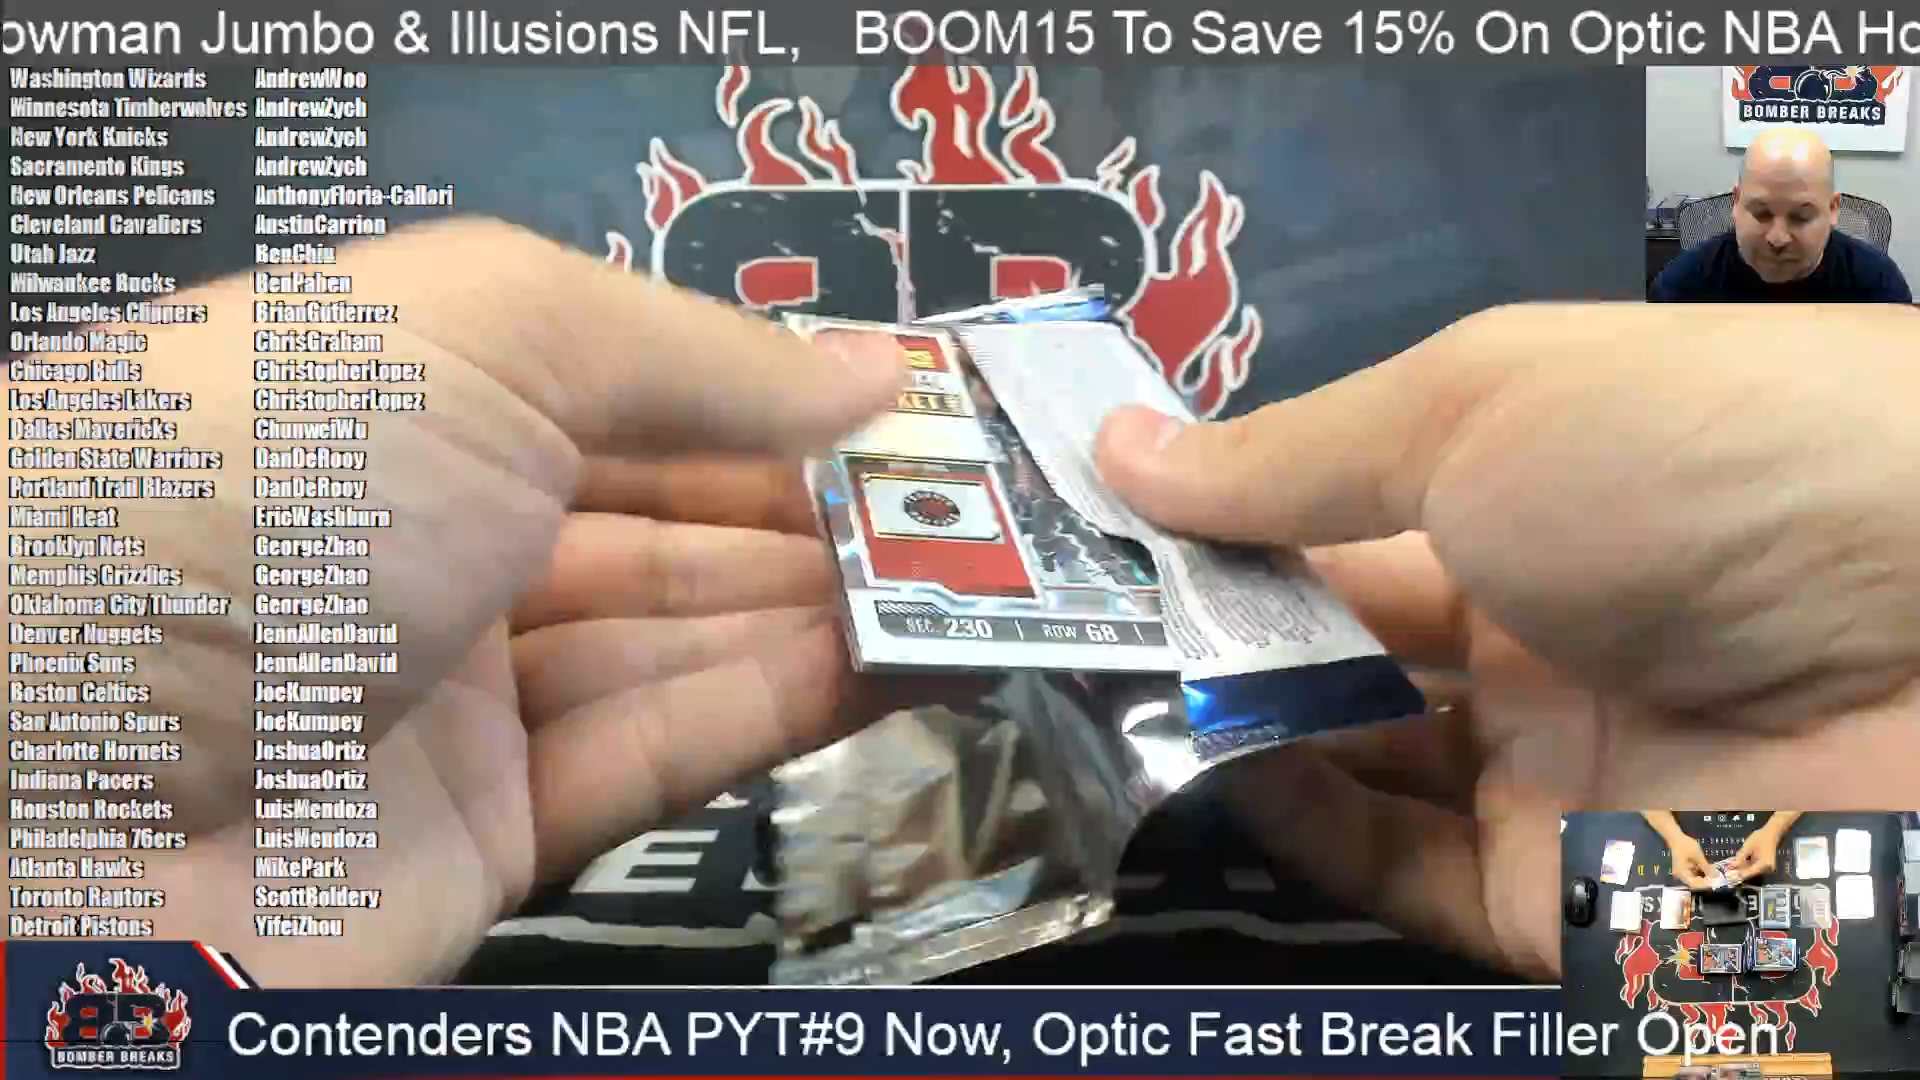 owman Jumbo & Illusions NFL, BOOM15 To Save 15% On Optic NBA Ho
BOMBER BREAKS
Washington Wizards AndrewWoo
Minnesota Timberwolves AndrewZych
New York Knicks AndrewZych
Sacramento Kings AndrewZych
New Orleans Pelicans AnthonyFloria-Callori
Cleveland Cavaliers AustinCarrion
Utah Jazz BenChiu
Milwaukee Bucks BenPahen
Los Angeles Clippers BrianGutierrez
Orlando Magic ChrisGraham
Chicago Bulls ChristopherLopez
Los Angeles Lakers ChristopherLopez
Dallas Mavericks ChunweiWu
Golden State Warriors DanDeRooy
Portland Trail Blazers DanDeRooy
Miami Heat EricWashburn
Brooklyn Nets GeorgeZhao
Memphis Grizzlies GeorgeZhao
Oklahoma City Thunder GeorgeZhao
Denver Nuggets JennAllenDavid
Phoenix Suns JennAllenDavid
Boston Celtics JoeKumpey
San Antonio Spurs JoeKumpey
Charlotte Hornets JoshuaOrtiz
Indiana Pacers JoshuaOrtiz
Houston Rockets LuisMendoza
Philadelphia 76ers LuisMendoza
Atlanta Hawks MikePark
Toronto Raptors ScottBoldery
Detroit Pistons YifeiZhou
SEC. 230 | ROW 68 |
BOMBER BREAKS
Contenders NBA PYT#9 Now, Optic Fast Break Filler Open